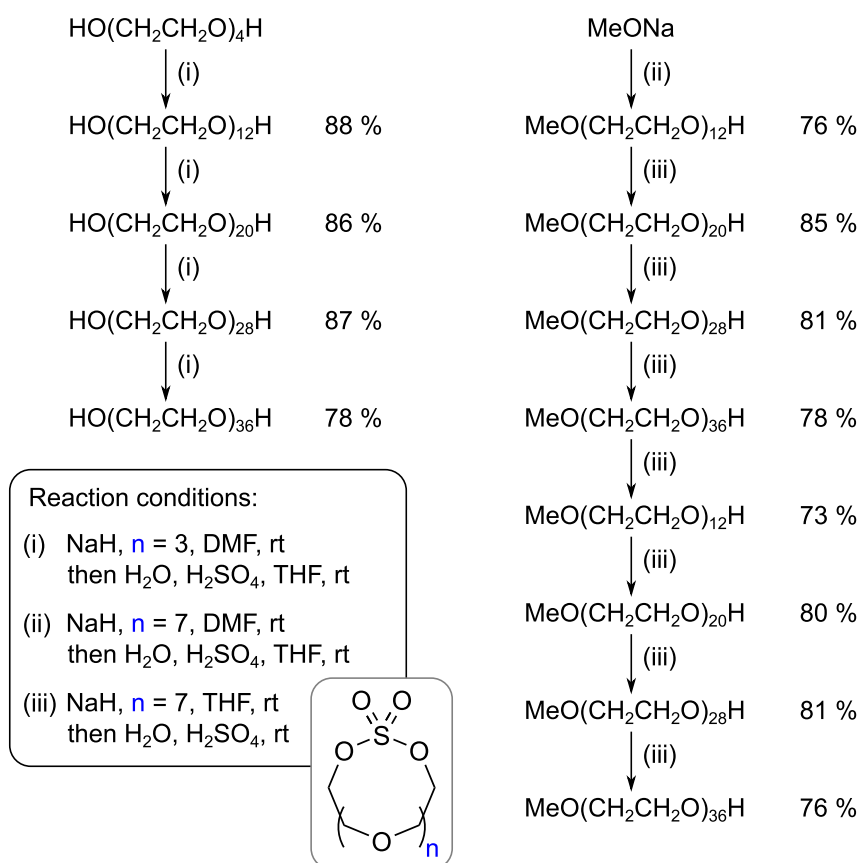 HO(CH₂CH₂O)₄H
(i)
HO(CH₂CH₂O)₁₂H 88 %
(i)
HO(CH₂CH₂O)₂₀H 86 %
(i)
HO(CH₂CH₂O)₂₈H 87 %
(i)
HO(CH₂CH₂O)₃₆H 78 %
MeONa
(ii)
MeO(CH₂CH₂O)₁₂H 76 %
(iii)
MeO(CH₂CH₂O)₂₀H 85 %
(iii)
MeO(CH₂CH₂O)₂₈H 81 %
(iii)
MeO(CH₂CH₂O)₃₆H 78 %
(iii)
MeO(CH₂CH₂O)₁₂H 73 %
(iii)
MeO(CH₂CH₂O)₂₀H 80 %
(iii)
MeO(CH₂CH₂O)₂₈H 81 %
(iii)
MeO(CH₂CH₂O)₃₆H 76 %
Reaction conditions:
(i) NaH, n = 3, DMF, rt
then H₂O, H₂SO₄, THF, rt
(ii) NaH, n = 7, DMF, rt
then H₂O, H₂SO₄, THF, rt
(iii) NaH, n = 7, THF, rt
then H₂O, H₂SO₄, rt
O O
S
O O
( )
O
n